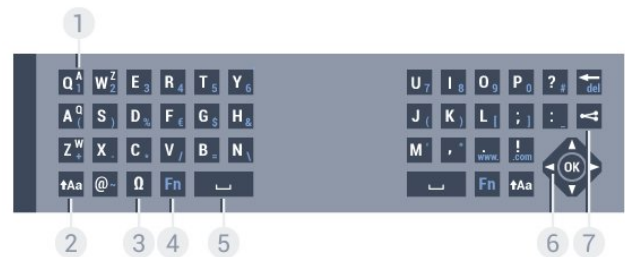 1
Q A 1 W Z 2 E 3 R 4 T 5 Y 6 U 7 I 8 O 9 P 0 ? # del
A Q ( S ) D % F € G $ H & J ( K ) L [ ; ] : _
Z W + X - C * V / B = N \ M ' , " . www. ! .com
Aa @ ~ Ω Fn Fn Aa OK
2 3 4 5 6 7